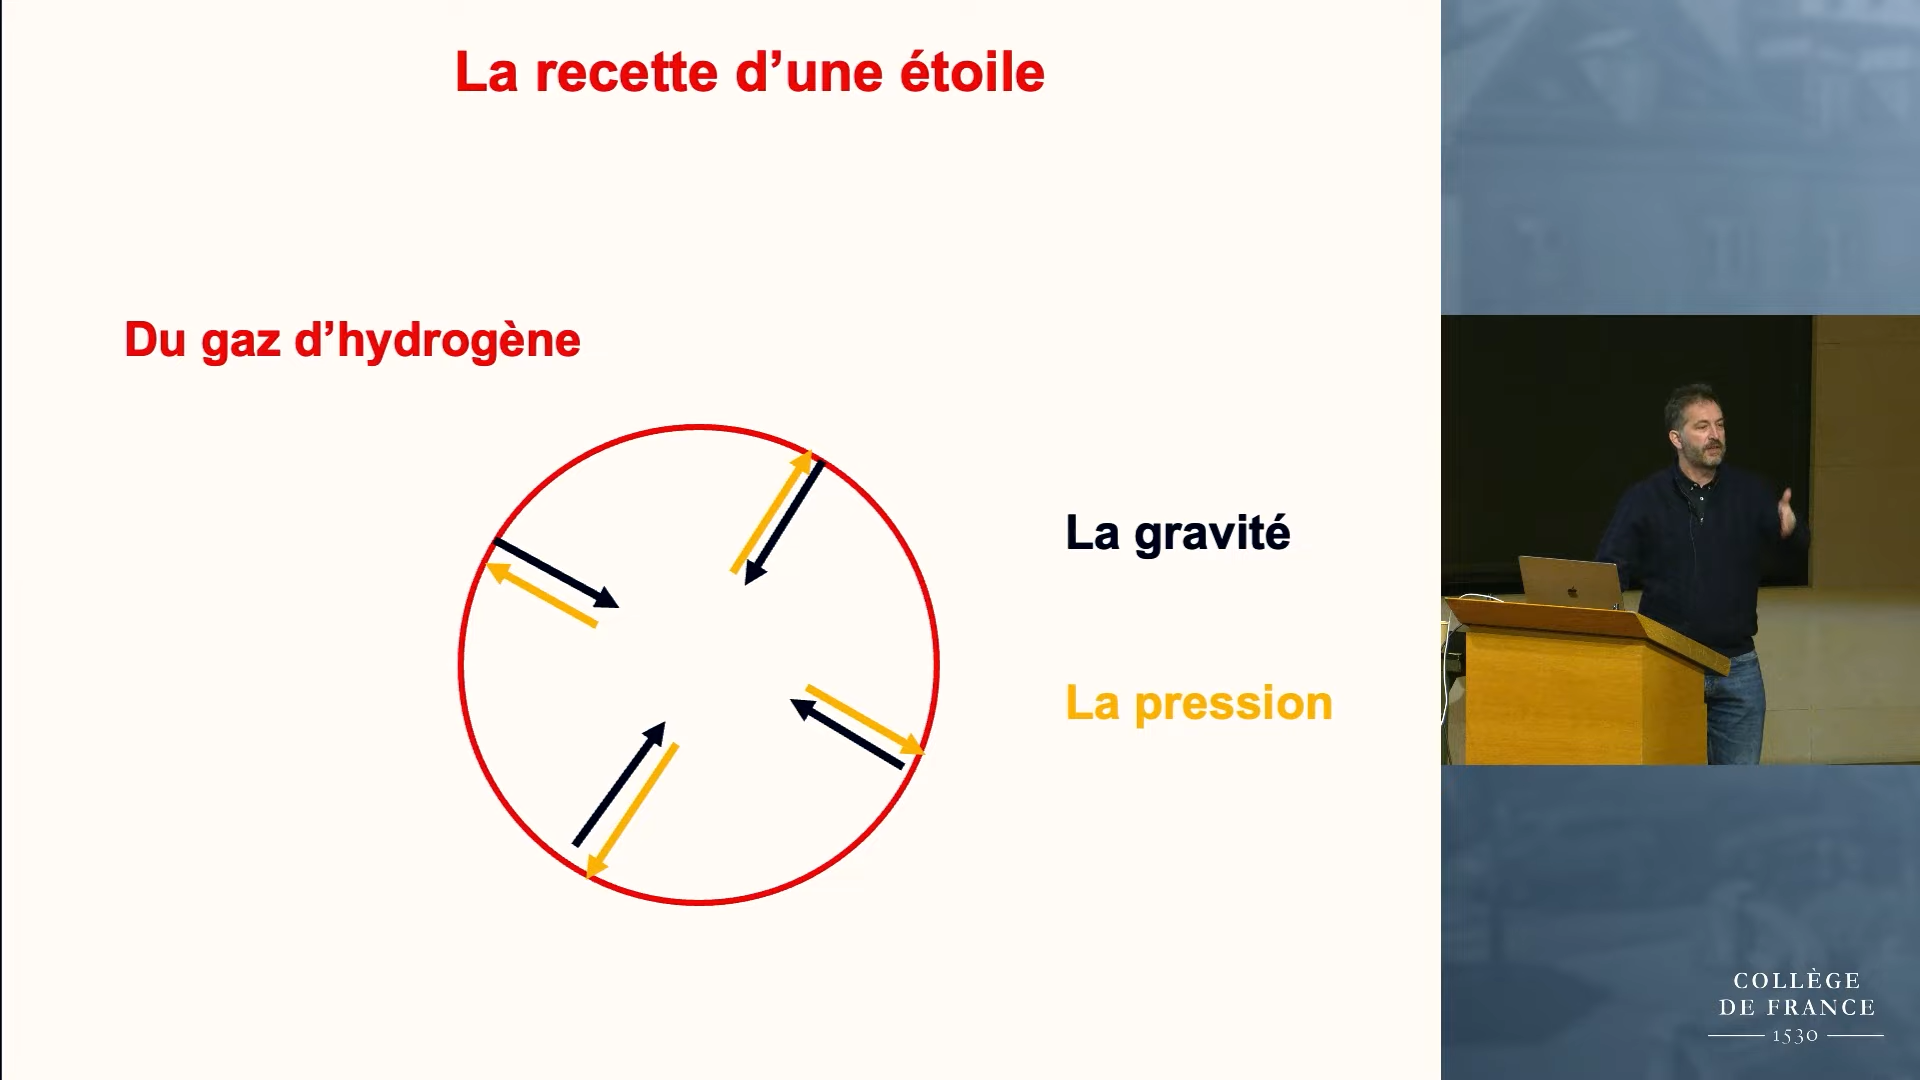 La recette d’une étoile
Du gaz d’hydrogène
La gravité
La pression
COLLÈGE
DE FRANCE
1530